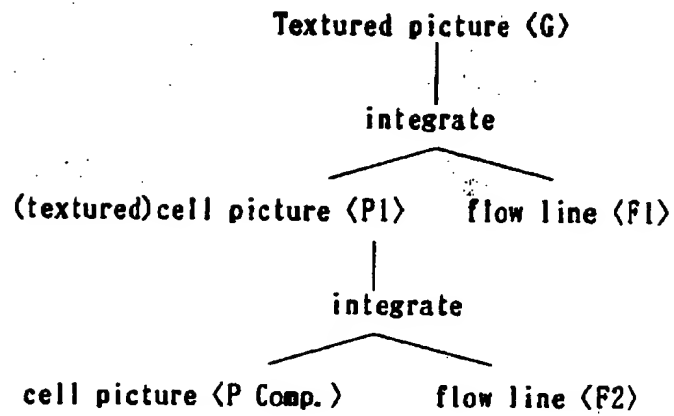 Textured picture 〈G〉
integrate
(textured)cell picture 〈P1〉 flow line 〈F1〉
integrate
cell picture 〈P Comp.〉 flow line 〈F2〉